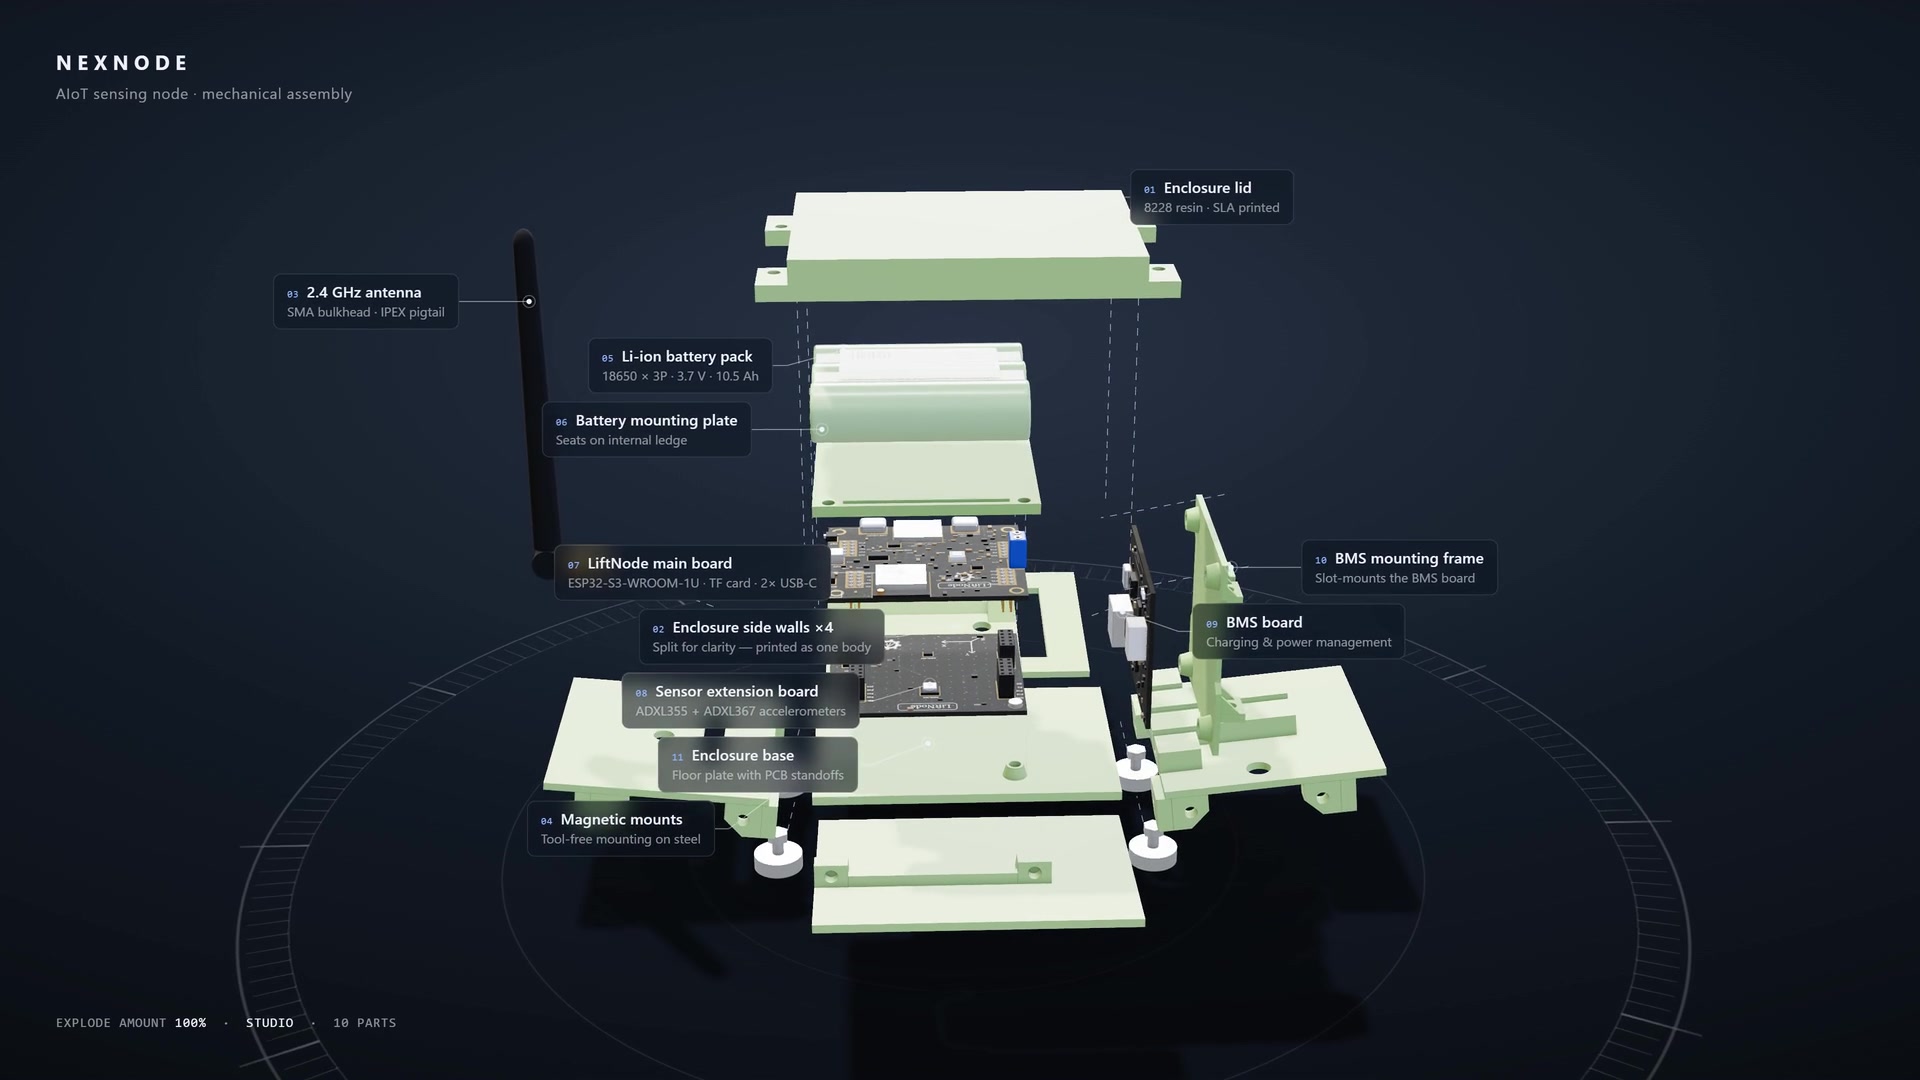 NEXNODE
AIoT sensing node · mechanical assembly
01 Enclosure lid
8228 resin · SLA printed
03 2.4 GHz antenna
SMA bulkhead · IPEX pigtail
05 Li-ion battery pack
18650 × 3P · 3.7 V · 10.5 Ah
06 Battery mounting plate
Seats on internal ledge
07 LiftNode main board
ESP32-S3-WROOM-1U · TF card · 2× USB-C
10 BMS mounting frame
Slot-mounts the BMS board
02 Enclosure side walls ×4
Split for clarity — printed as one body
09 BMS board
Charging & power management
08 Sensor extension board
ADXL355 + ADXL367 accelerometers
11 Enclosure base
Floor plate with PCB standoffs
04 Magnetic mounts
Tool-free mounting on steel
EXPLODE AMOUNT 100% · STUDIO · 10 PARTS